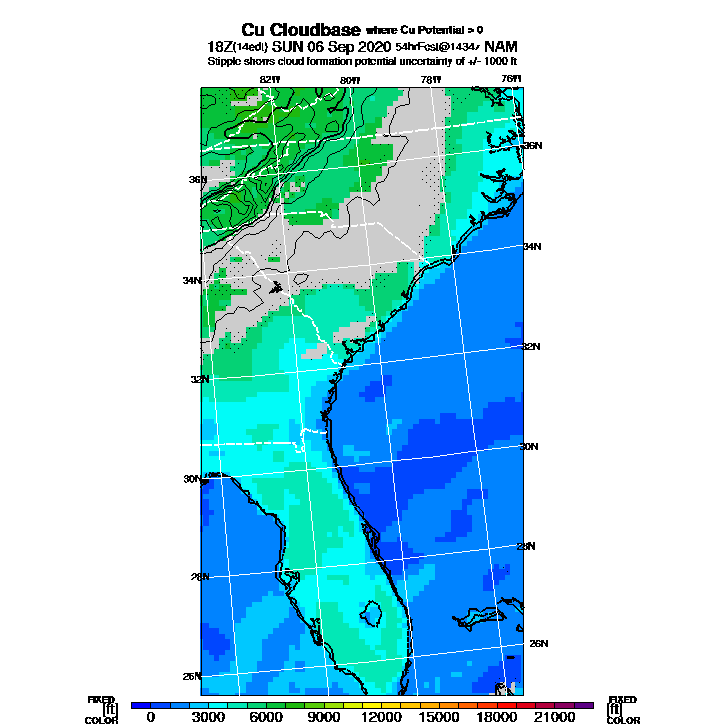 Cu Cloudbase where Cu Potential > 0
18Z(14edt) SUN 06 Sep 2020 54hrFcst@1434z NAM
Stipple shows cloud formation potential uncertainty of +/- 1000 ft
82W 80W 78W 76W
36N
36N
34N
34N
32N
32N
30N
30N
28N
28N
26N
26N
FIXED FIXED
[ft] [ft]
COLOR COLOR
0 3000 6000 9000 12000 15000 18000 21000